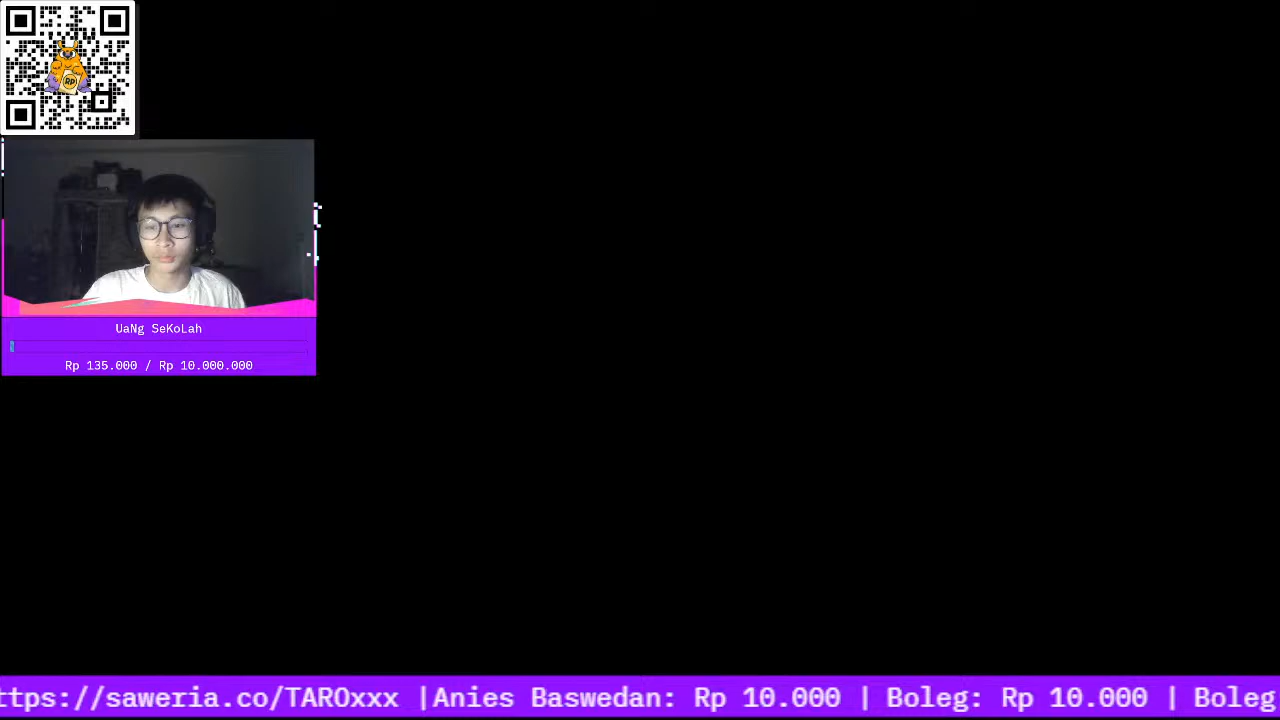 RP
UaNg SeKoLah
Rp 135.000 / Rp 10.000.000
ttps://saweria.co/TAROxxx |Anies Baswedan: Rp 10.000 | Boleg: Rp 10.000 | Boleg